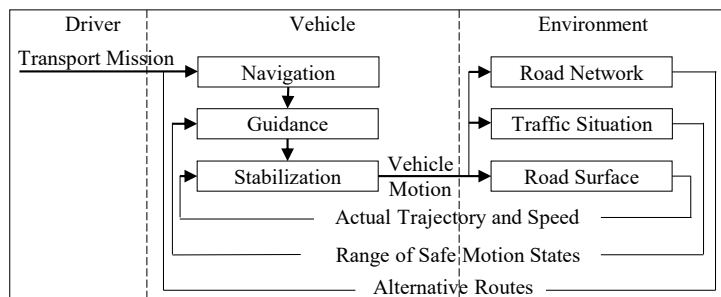 Driver
Vehicle
Environment
Transport Mission
Navigation
Road Network
Guidance
Traffic Situation
Stabilization
Vehicle
Motion
Road Surface
Actual Trajectory and Speed
Range of Safe Motion States
Alternative Routes